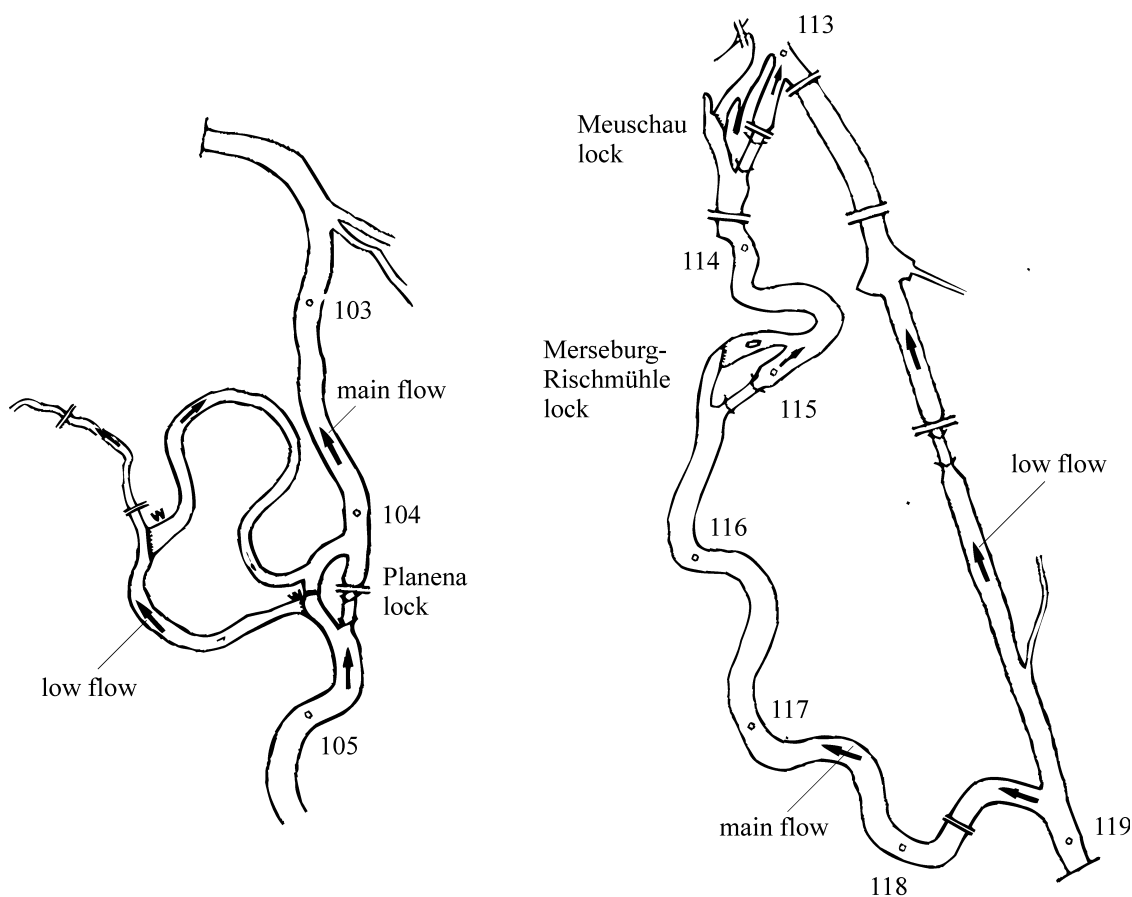 103
main flow
104
Planena
lock
low flow
105
113
Meuschau
lock
114
Merseburg-
Rischmühle
lock
115
low flow
116
117
main flow
118
119
W
W